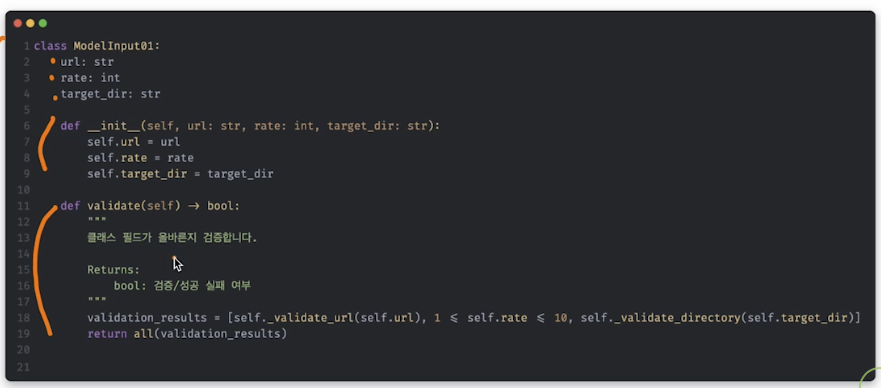 1 class ModelInput01:
2 url: str
3 rate: int
4 target_dir: str
5
6 def __init__(self, url: str, rate: int, target_dir: str):
7 self.url = url
8 self.rate = rate
9 self.target_dir = target_dir
10
11 def validate(self) → bool:
12 """
13 클래스 필드가 올바른지 검증합니다.
14
15 Returns:
16 bool: 검증/성공 실패 여부
17 """
18 validation_results = [self._validate_url(self.url), 1 ≤ self.rate ≤ 10, self._validate_directory(self.target_dir)]
19 return all(validation_results)
20
21